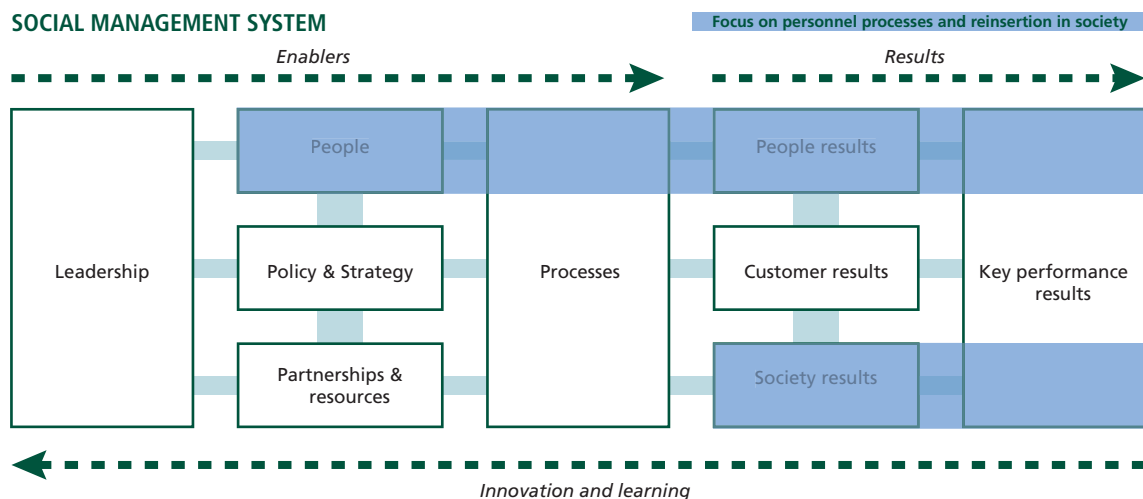 SOCIAL MANAGEMENT SYSTEM
Focus on personnel processes and reinsertion in society
Enablers
Results
People
People results
Leadership
Policy & Strategy
Processes
Customer results
Key performance
results
Partnerships &
resources
Society results
Innovation and learning